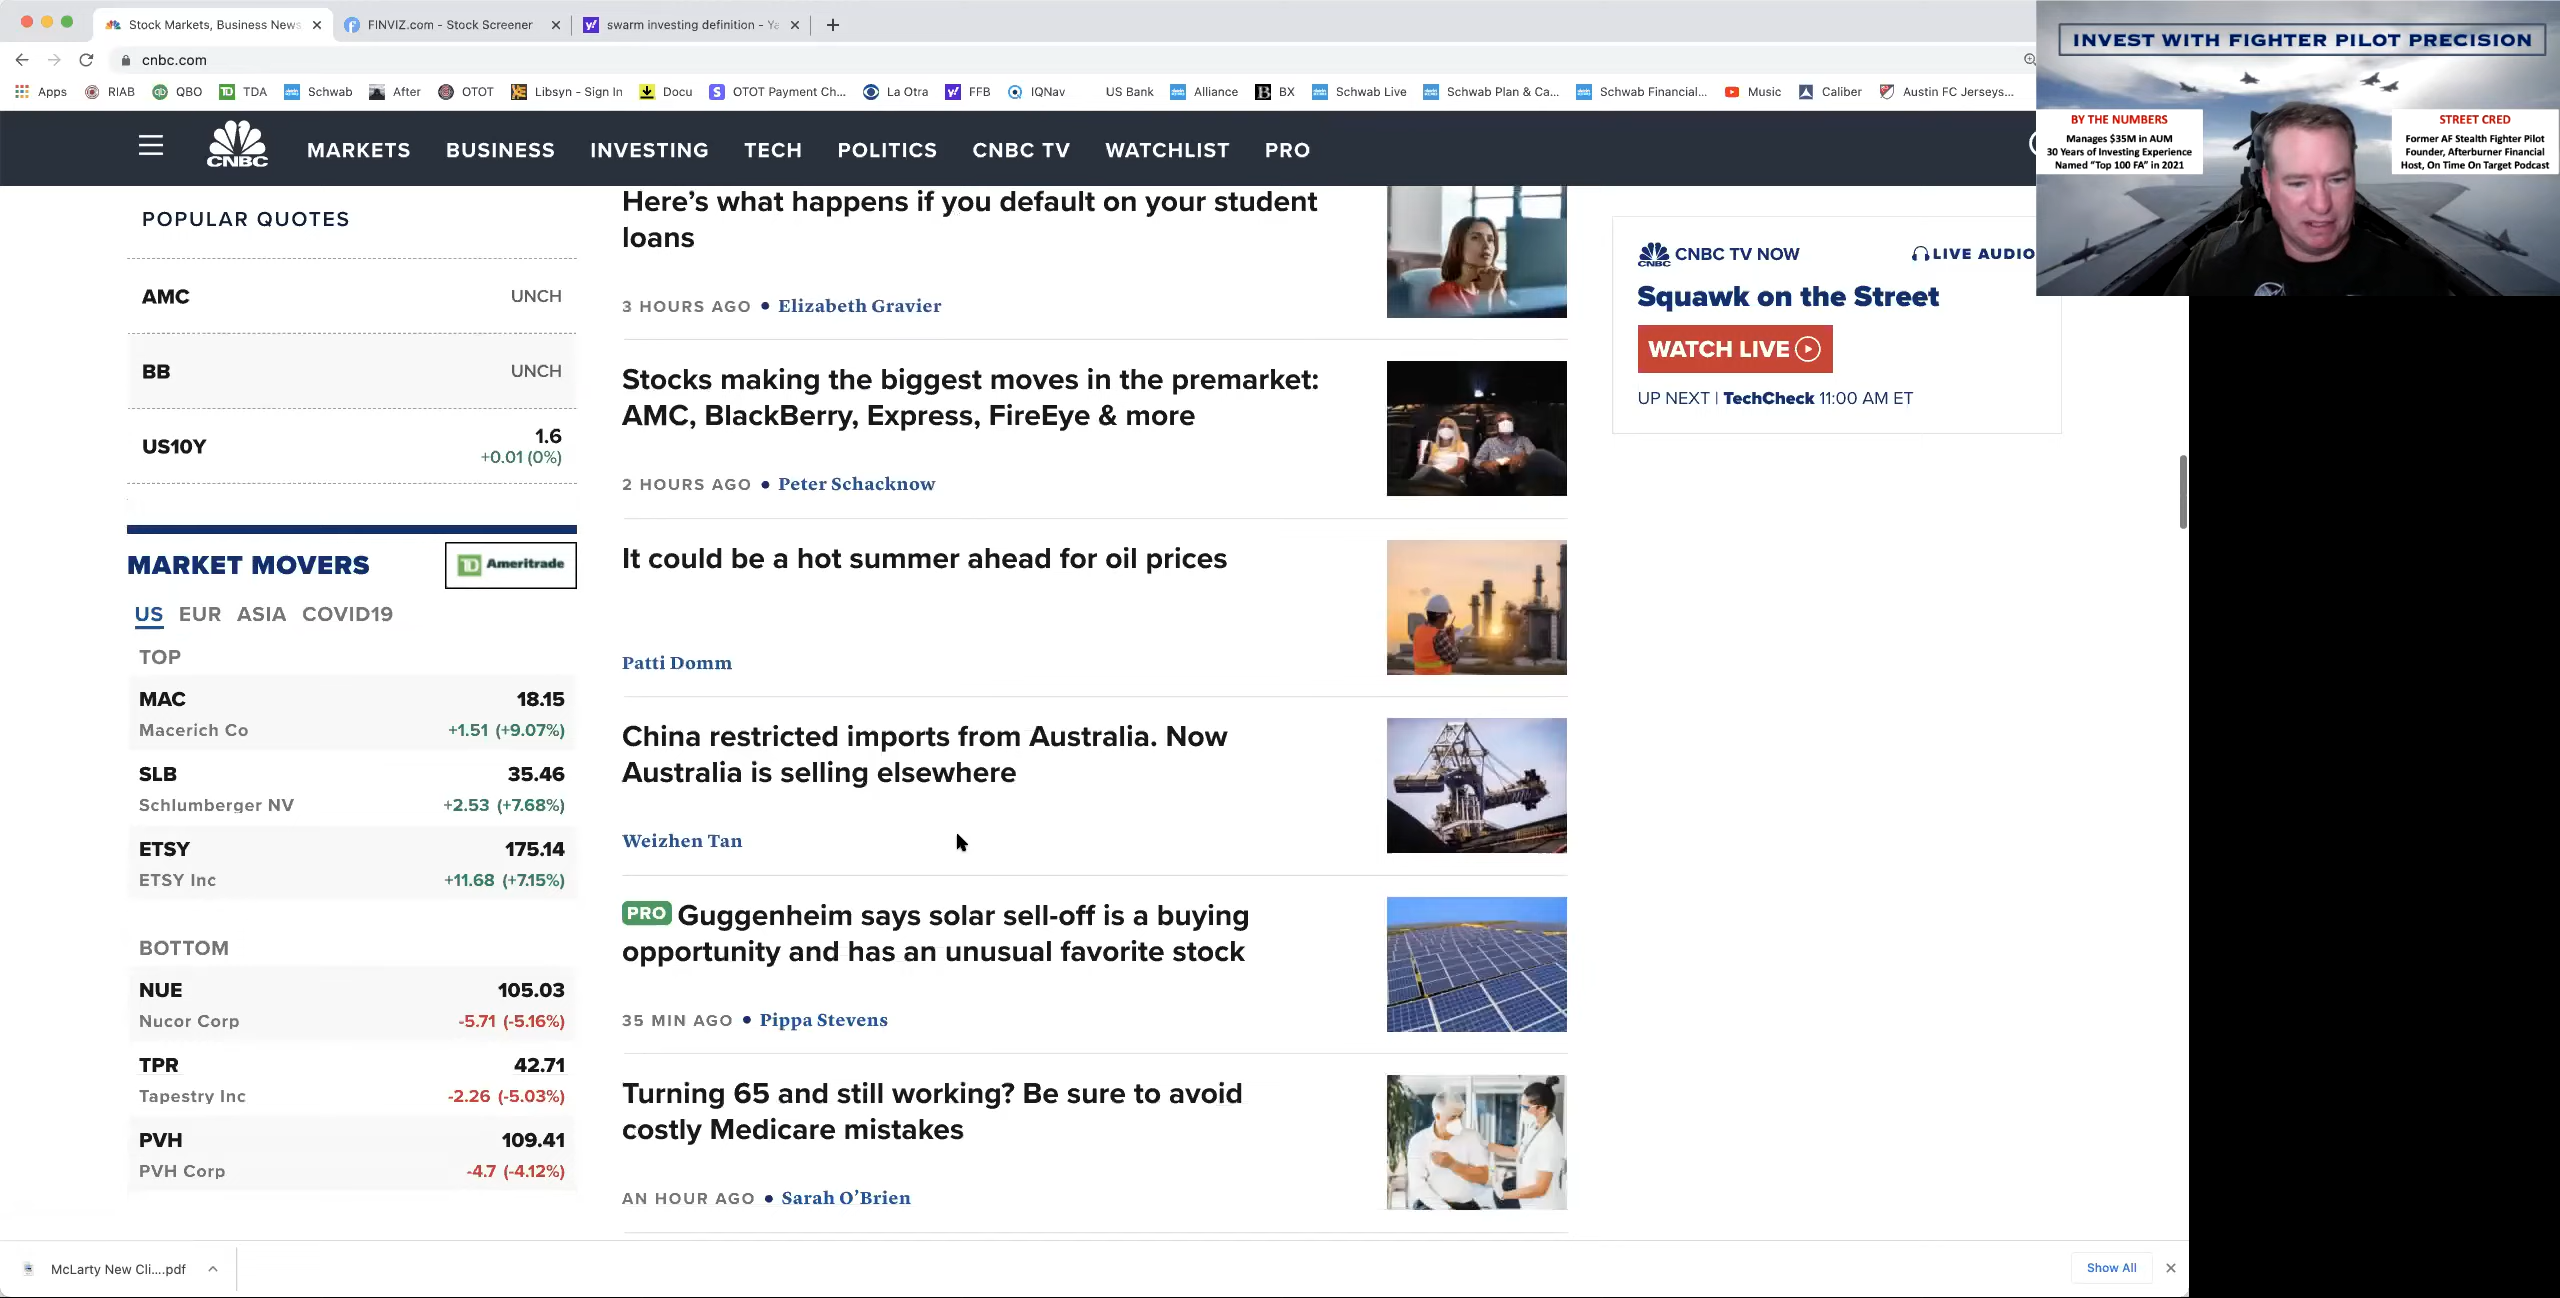 Stock Markets, Business News
FINVIZ.com - Stock Screener
swarm investing definition - Ya
cnbc.com
Apps RIAB QBO TDA Schwab After OTOT Libsyn - Sign In Docu OTOT Payment Ch... La Otra FFB IQNav US Bank Alliance BX Schwab Live Schwab Plan & Ca... Schwab Financial... Music Caliber Austin FC Jerseys...
INVEST WITH FIGHTER PILOT PRECISION
BY THE NUMBERS
Manages $35M in AUM
30 Years of Investing Experience
Named “Top 100 FA” in 2021
STREET CRED
Former AF Stealth Fighter Pilot
Founder, Afterburner Financial
Host, On Time On Target Podcast
CNBC MARKETS BUSINESS INVESTING TECH POLITICS CNBC TV WATCHLIST PRO
POPULAR QUOTES
AMC UNCH
BB UNCH
US10Y 1.6
+0.01 (0%)
MARKET MOVERS
TD Ameritrade
US EUR ASIA COVID19
TOP
MAC 18.15
Macerich Co +1.51 (+9.07%)
SLB 35.46
Schlumberger NV +2.53 (+7.68%)
ETSY 175.14
ETSY Inc +11.68 (+7.15%)
BOTTOM
NUE 105.03
Nucor Corp -5.71 (-5.16%)
TPR 42.71
Tapestry Inc -2.26 (-5.03%)
PVH 109.41
PVH Corp -4.7 (-4.12%)
Here’s what happens if you default on your student
loans
3 HOURS AGO • Elizabeth Gravier
Stocks making the biggest moves in the premarket:
AMC, BlackBerry, Express, FireEye & more
2 HOURS AGO • Peter Schacknow
It could be a hot summer ahead for oil prices
Patti Domm
China restricted imports from Australia. Now
Australia is selling elsewhere
Weizhen Tan
PRO Guggenheim says solar sell-off is a buying
opportunity and has an unusual favorite stock
35 MIN AGO • Pippa Stevens
Turning 65 and still working? Be sure to avoid
costly Medicare mistakes
AN HOUR AGO • Sarah O’Brien
CNBC CNBC TV NOW LIVE AUDIO
Squawk on the Street
WATCH LIVE
UP NEXT | TechCheck 11:00 AM ET
McLarty New Cli....pdf
Show All